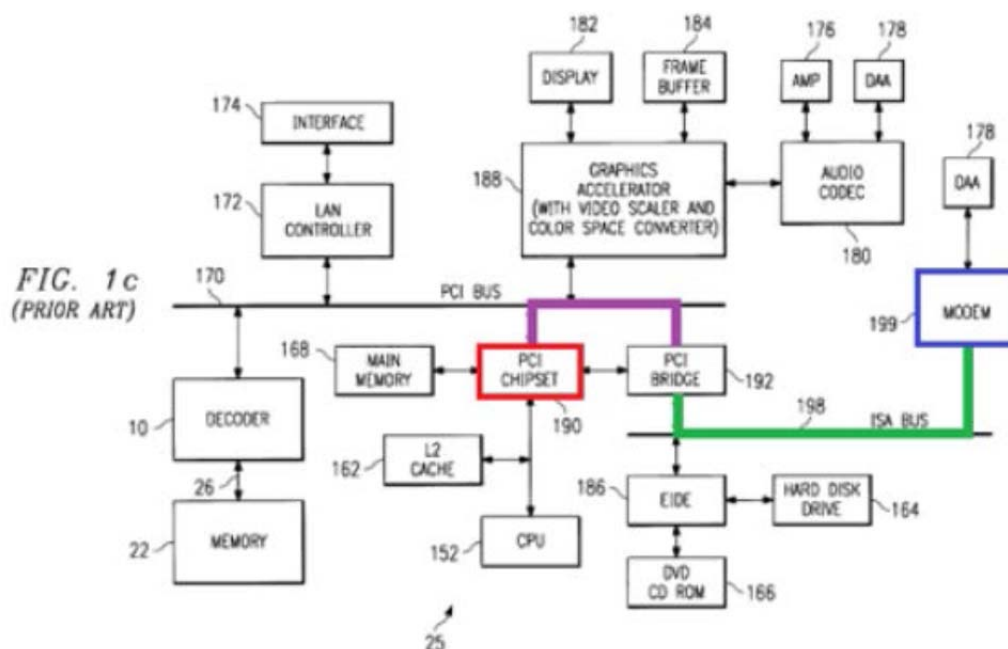 182
184
176
178
DISPLAY
FRAME
BUFFER
AMP
DAA
174
INTERFACE
178
188
GRAPHICS
ACCELERATOR
(WITH VIDEO SCALER AND
COLOR SPACE CONVERTER)
AUDIO
CODEC
DAA
172
LAN
CONTROLLER
180
FIG. 1c
(PRIOR ART)
170
PCI BUS
199
MODEM
168
MAIN
MEMORY
PCI
CHIPSET
PCI
BRIDGE
192
190
198
ISA BUS
10
DECODER
162
L2
CACHE
26
186
EIDE
HARD DISK
DRIVE
164
22
MEMORY
152
CPU
DVD
CD ROM
166
25